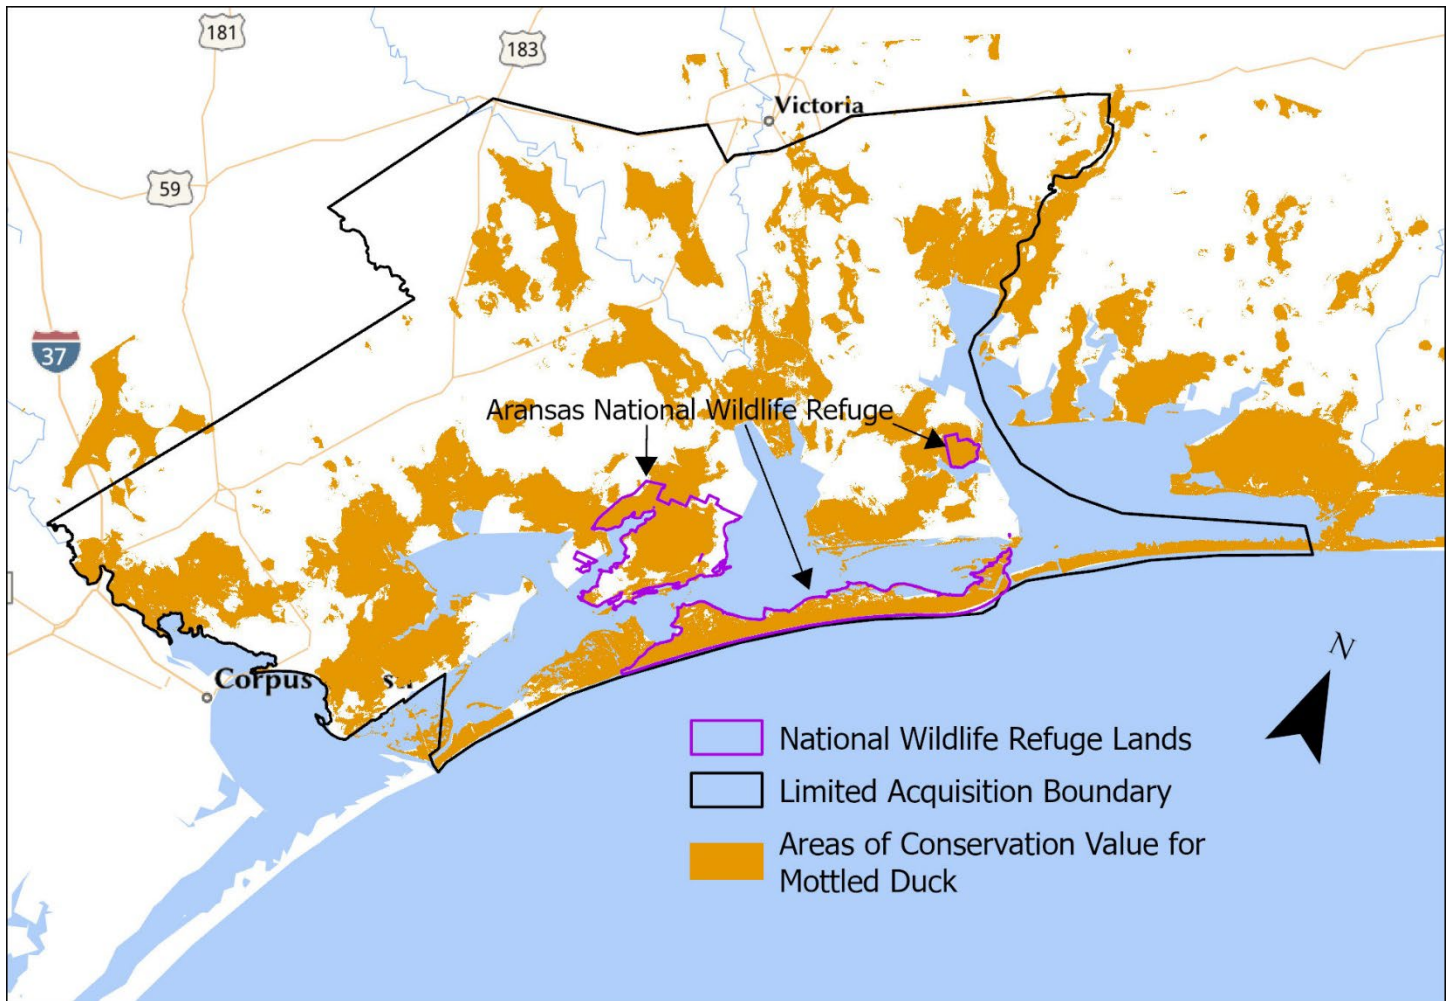 181
183
Victoria
59
37
Aransas National Wildlife Refuge
Corpus
N
National Wildlife Refuge Lands
Limited Acquisition Boundary
Areas of Conservation Value for
Mottled Duck